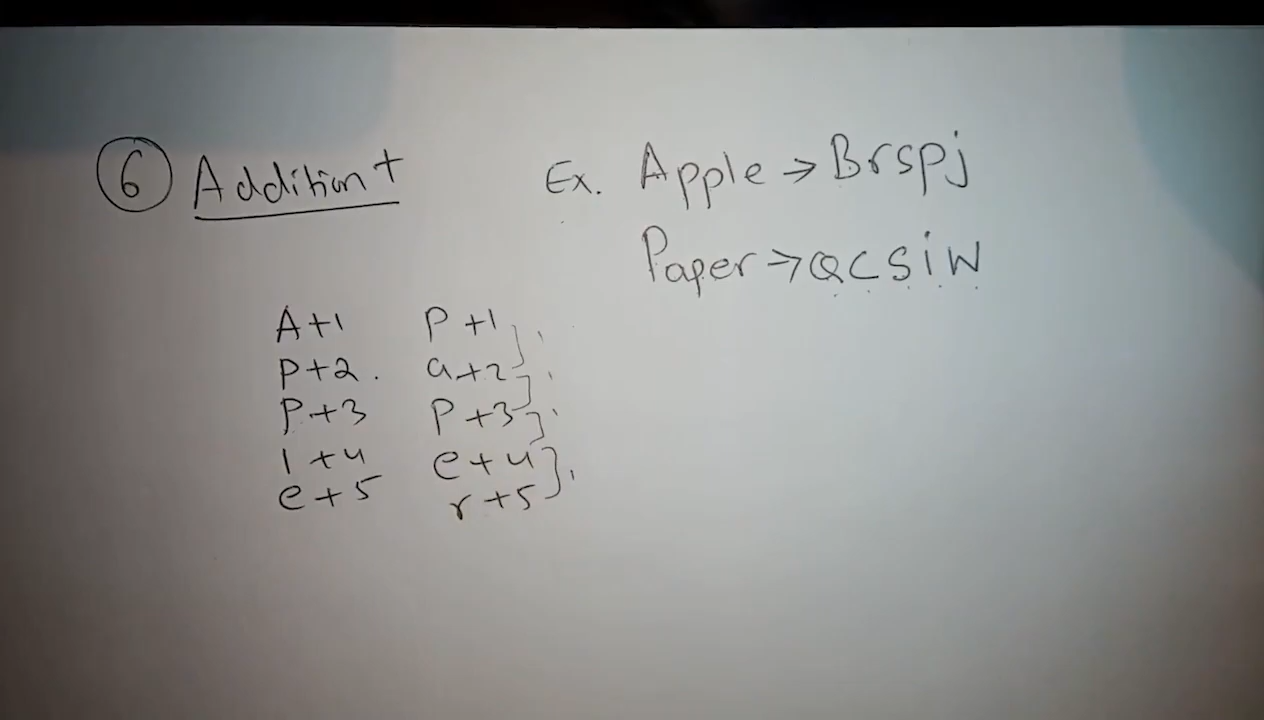 6 Addition +
Ex. Apple → Brspj
Paper → QCSiW
A+1 P+1
P+2. a+2
P+3 P+3
l+4 e+4
e+5 r+5